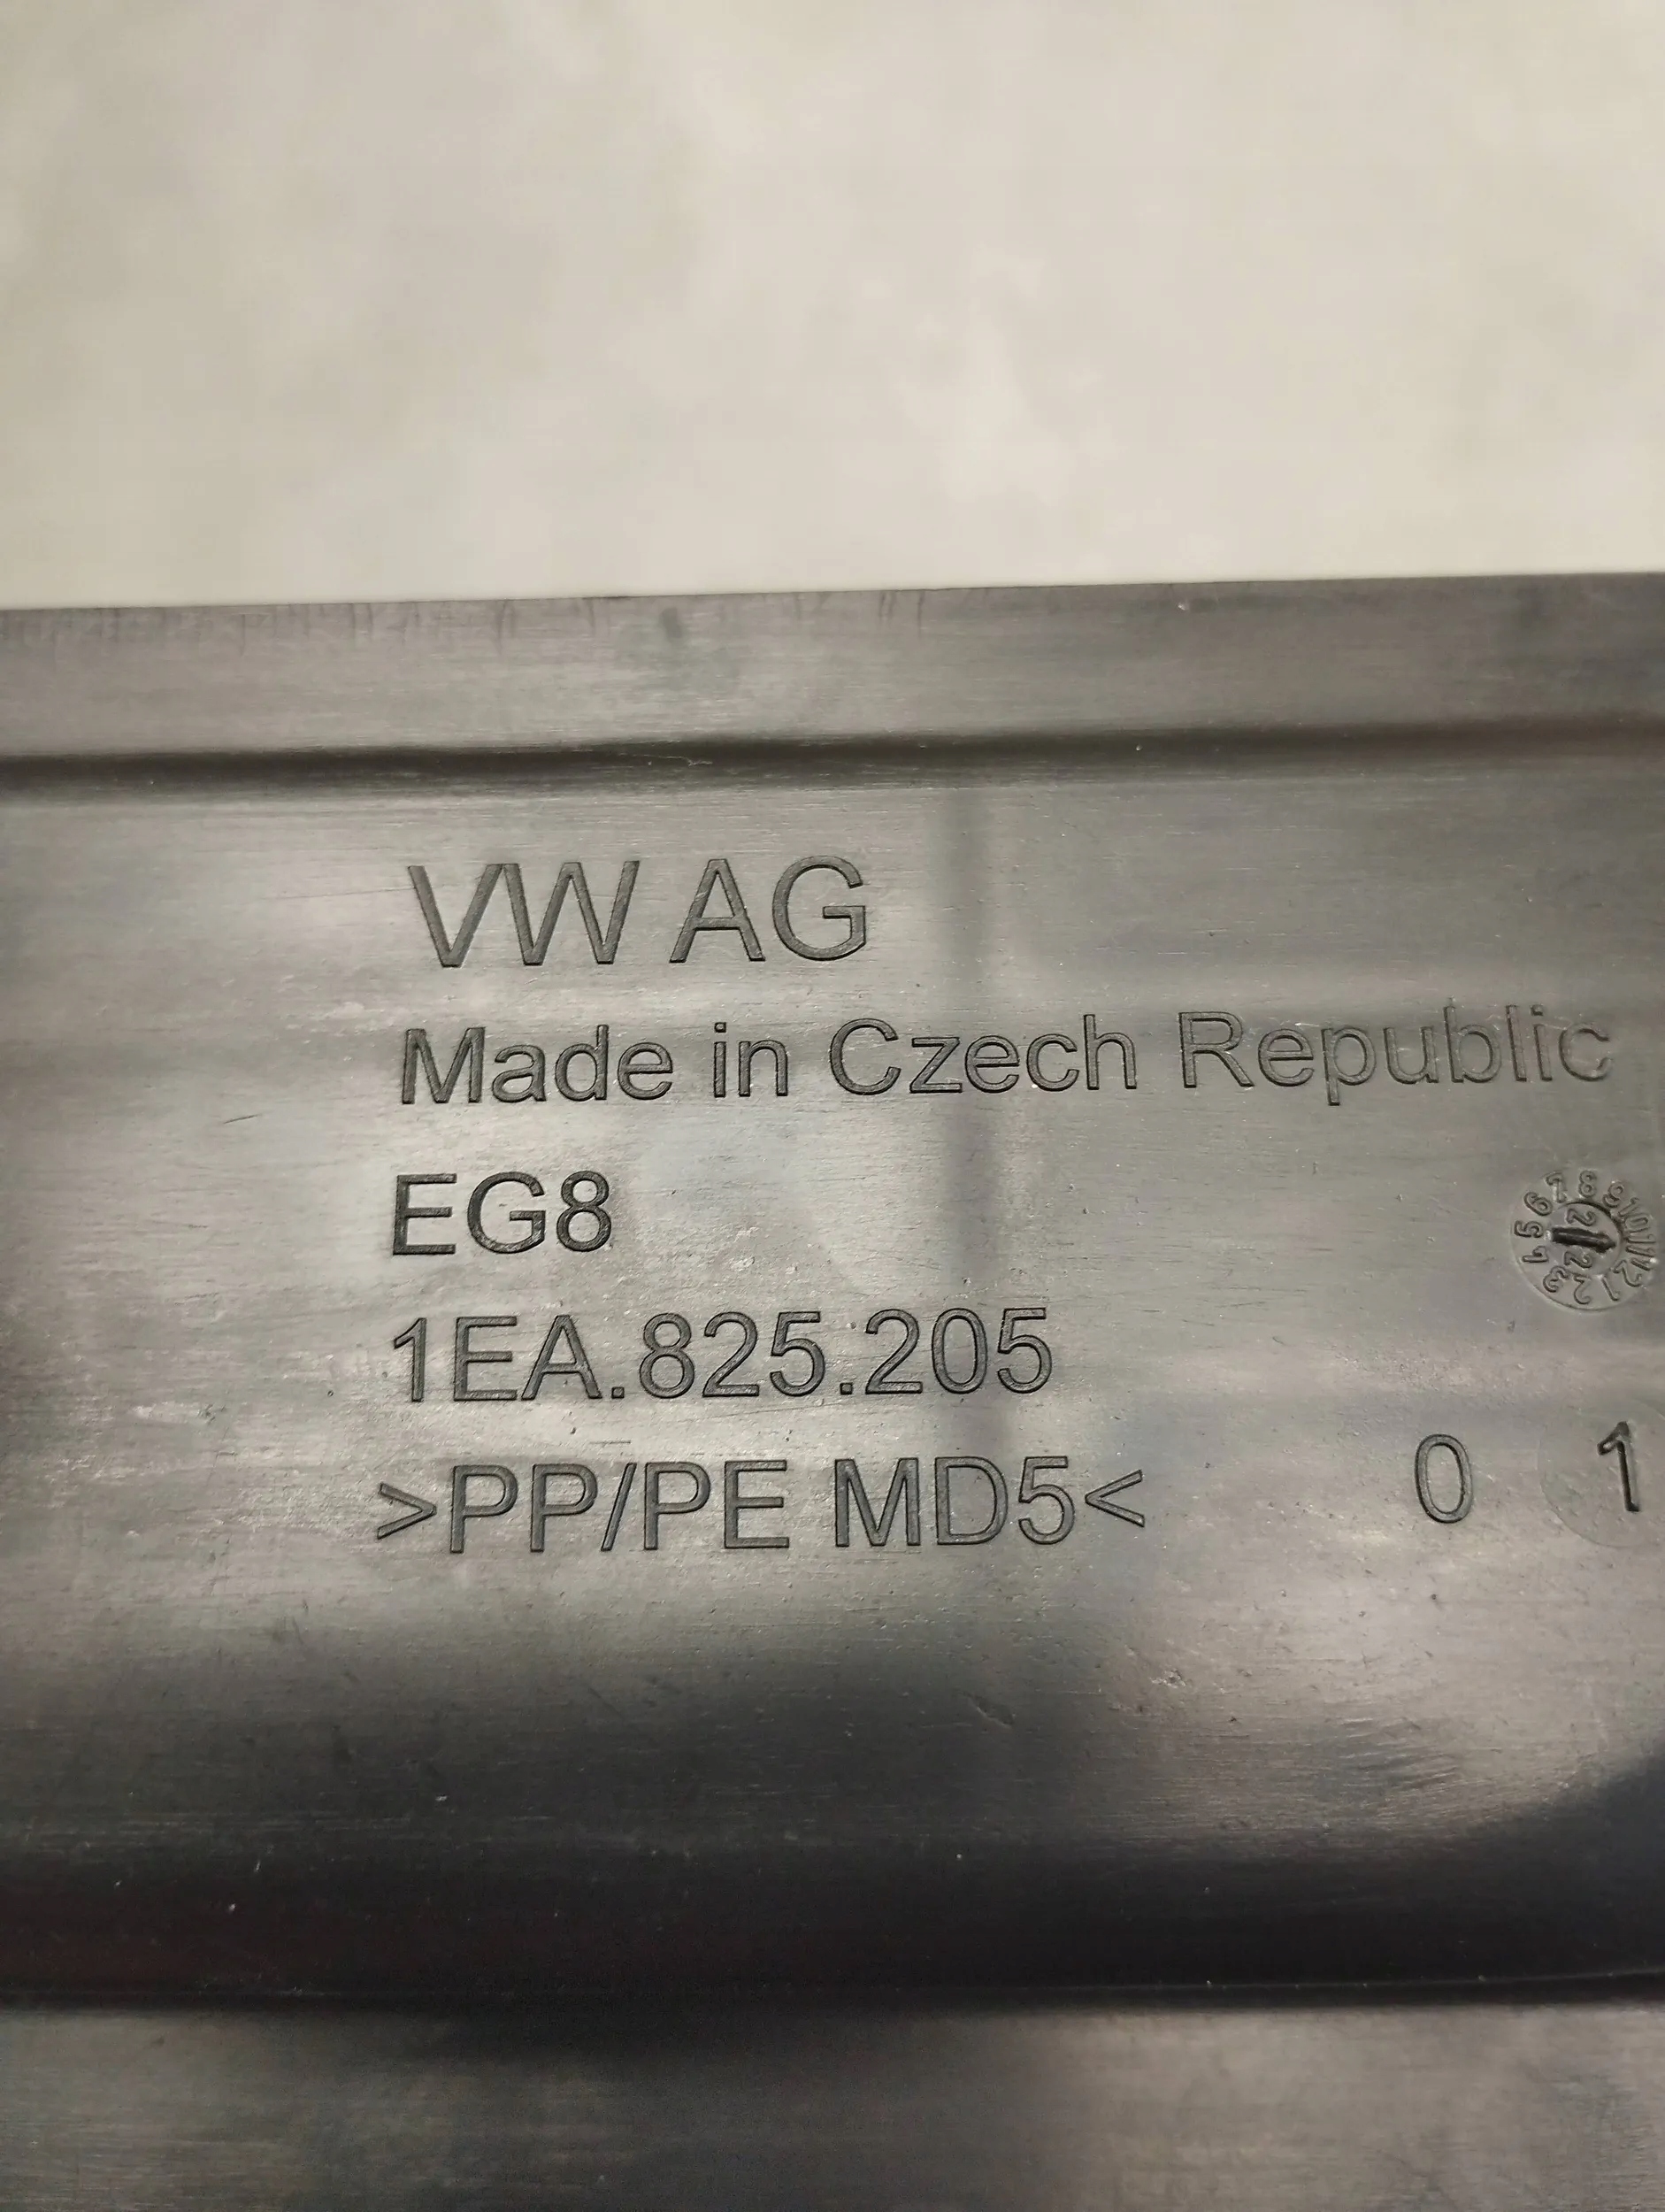 VW AG
Made in Czech Republic
EG8
1EA.825.205
>PP/PE MD5<
0 1